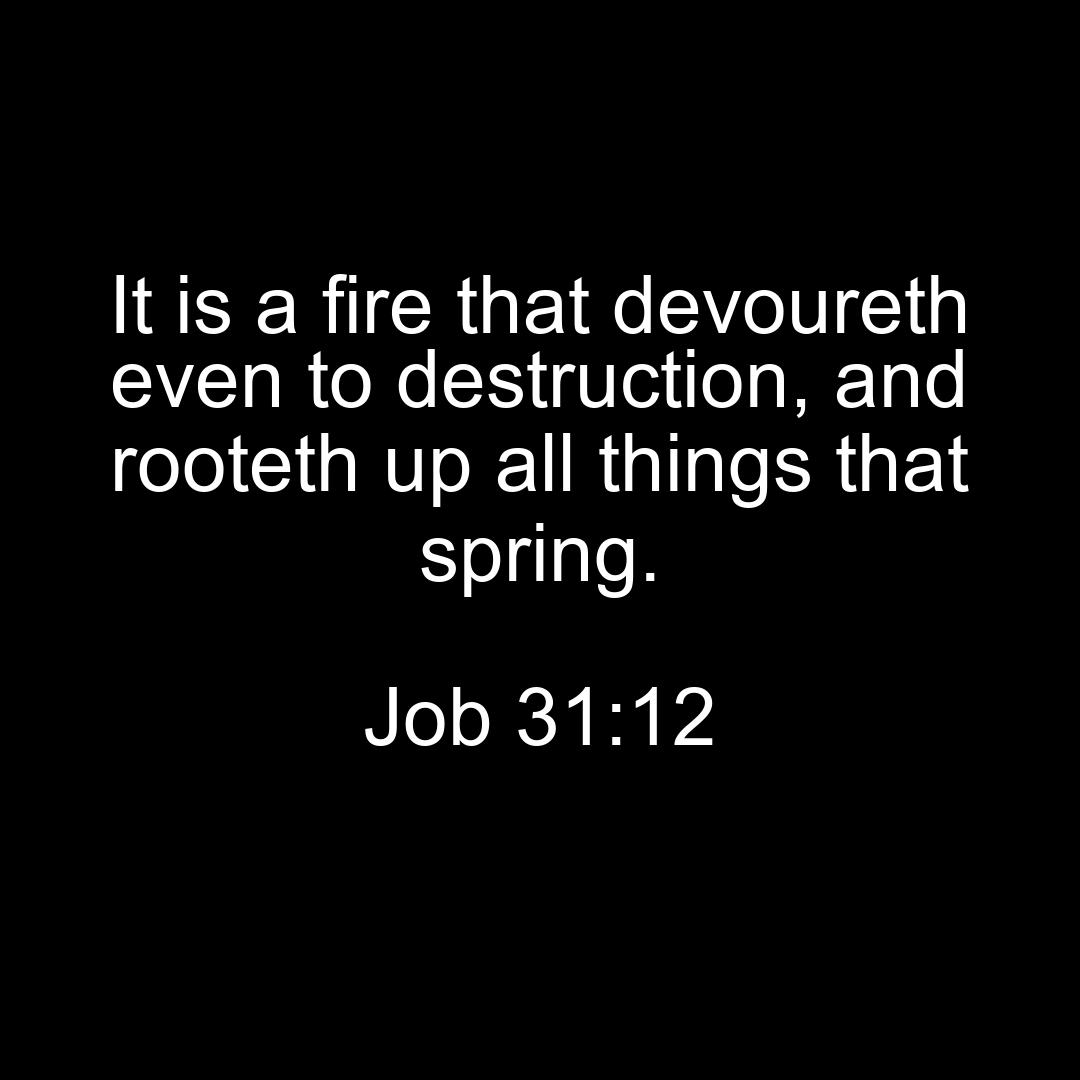 It is a fire that devoureth
even to destruction, and
rooteth up all things that
spring.
Job 31:12